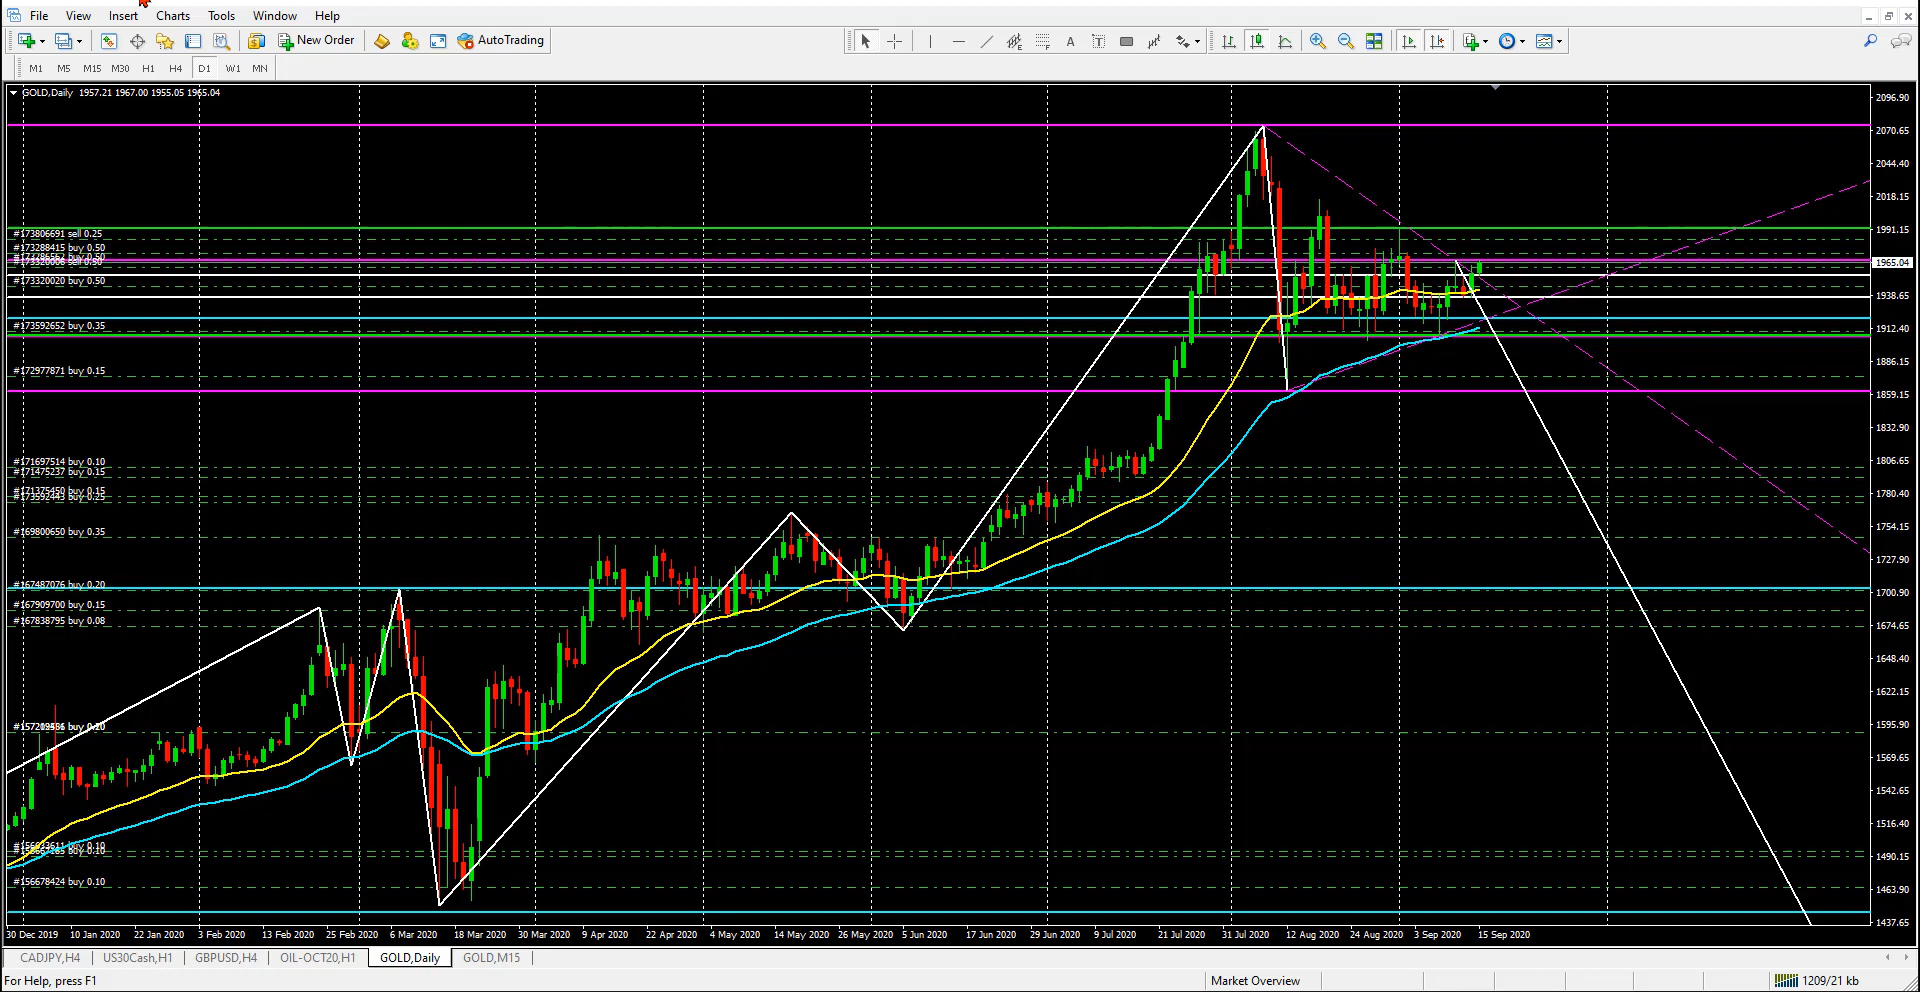 File View Insert Charts Tools Window Help
New Order AutoTrading
M1 M5 M15 M30 H1 H4 D1 W1 MN
GOLD,Daily 1957.21 1967.00 1955.05 1965.04
2096.90
2070.65
2044.40
2018.15
1991.15
1965.04
1938.65
1912.40
1886.15
1859.15
1832.90
1806.65
1780.40
1754.15
1727.90
1700.90
1674.65
1648.40
1622.15
1595.90
1569.65
1542.65
1516.40
1490.15
1463.90
1437.65
#173806691 sell 0.25
#173288415 buy 0.50
#173320020 buy 0.50
#173592652 buy 0.35
#172977871 buy 0.15
#171697514 buy 0.10
#171475237 buy 0.15
#169800650 buy 0.35
#167487076 buy 0.20
#167909700 buy 0.15
#167838795 buy 0.08
#156678424 buy 0.10
30 Dec 2019 10 Jan 2020 22 Jan 2020 3 Feb 2020 13 Feb 2020 25 Feb 2020 6 Mar 2020 18 Mar 2020 30 Mar 2020 9 Apr 2020 22 Apr 2020 4 May 2020 14 May 2020 26 May 2020 5 Jun 2020 17 Jun 2020 29 Jun 2020 9 Jul 2020 21 Jul 2020 31 Jul 2020 12 Aug 2020 24 Aug 2020 3 Sep 2020 15 Sep 2020
CADJPY,H4 US30Cash,H1 GBPUSD,H4 OIL-OCT20,H1 GOLD,Daily GOLD,M15
For Help, press F1 Market Overview 1209/21 kb